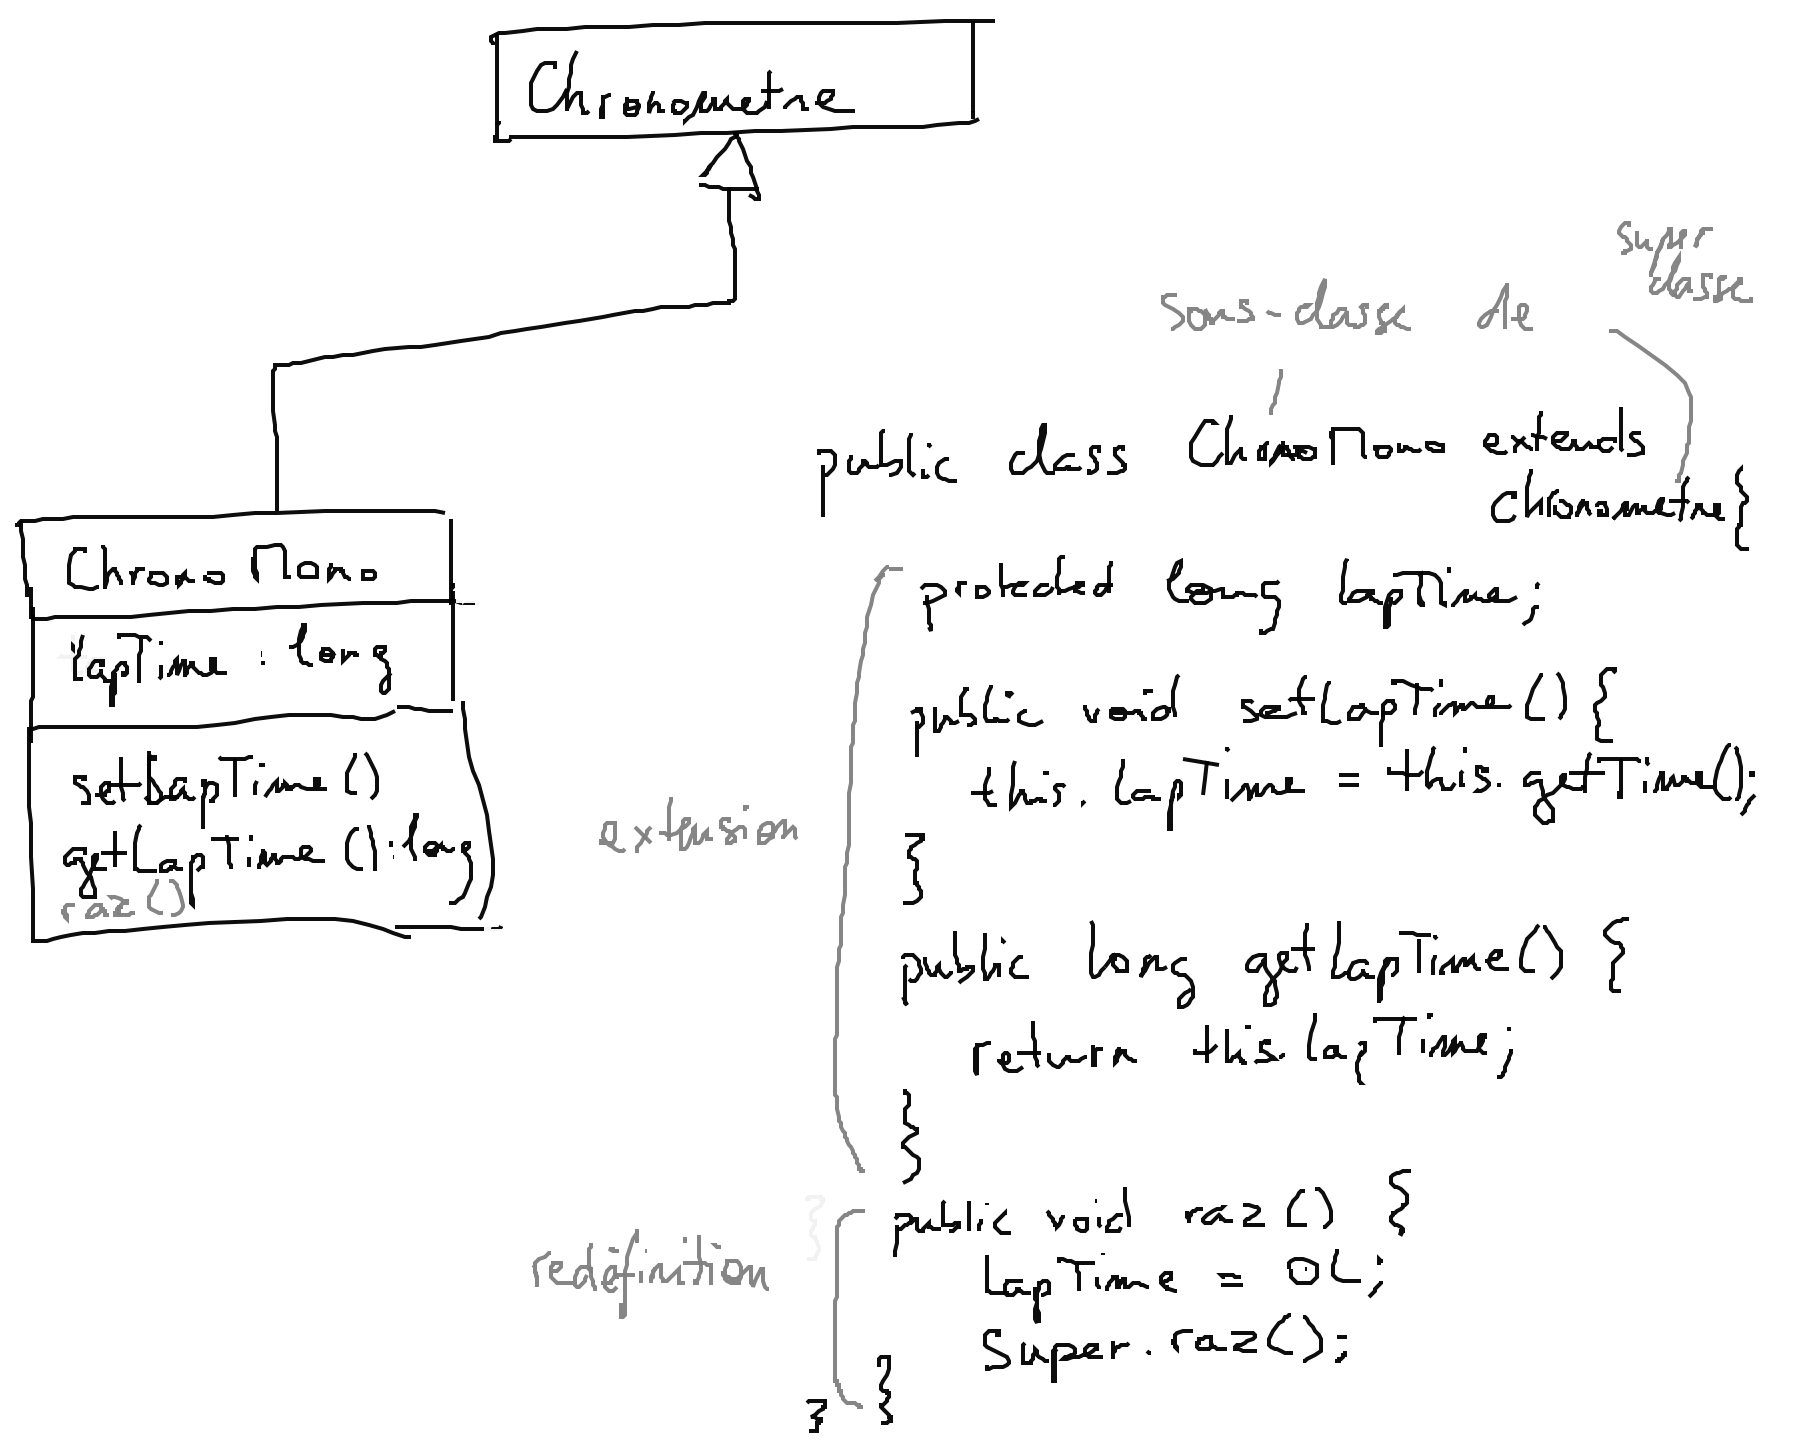 Chronometre
super
classe
sous-classe de
public class ChronoMono extends
chronometre {
ChronoMono
lapTime : long
setLapTime ()
getLapTime () : long
raz ()
extension
protected long lapTime;
public void setLapTime () {
this. lapTime = this. getTime();
}
public long getLapTime () {
return this. lapTime;
}
redéfinition
public void raz () {
LapTime = 0L;
Super. raz();
} }